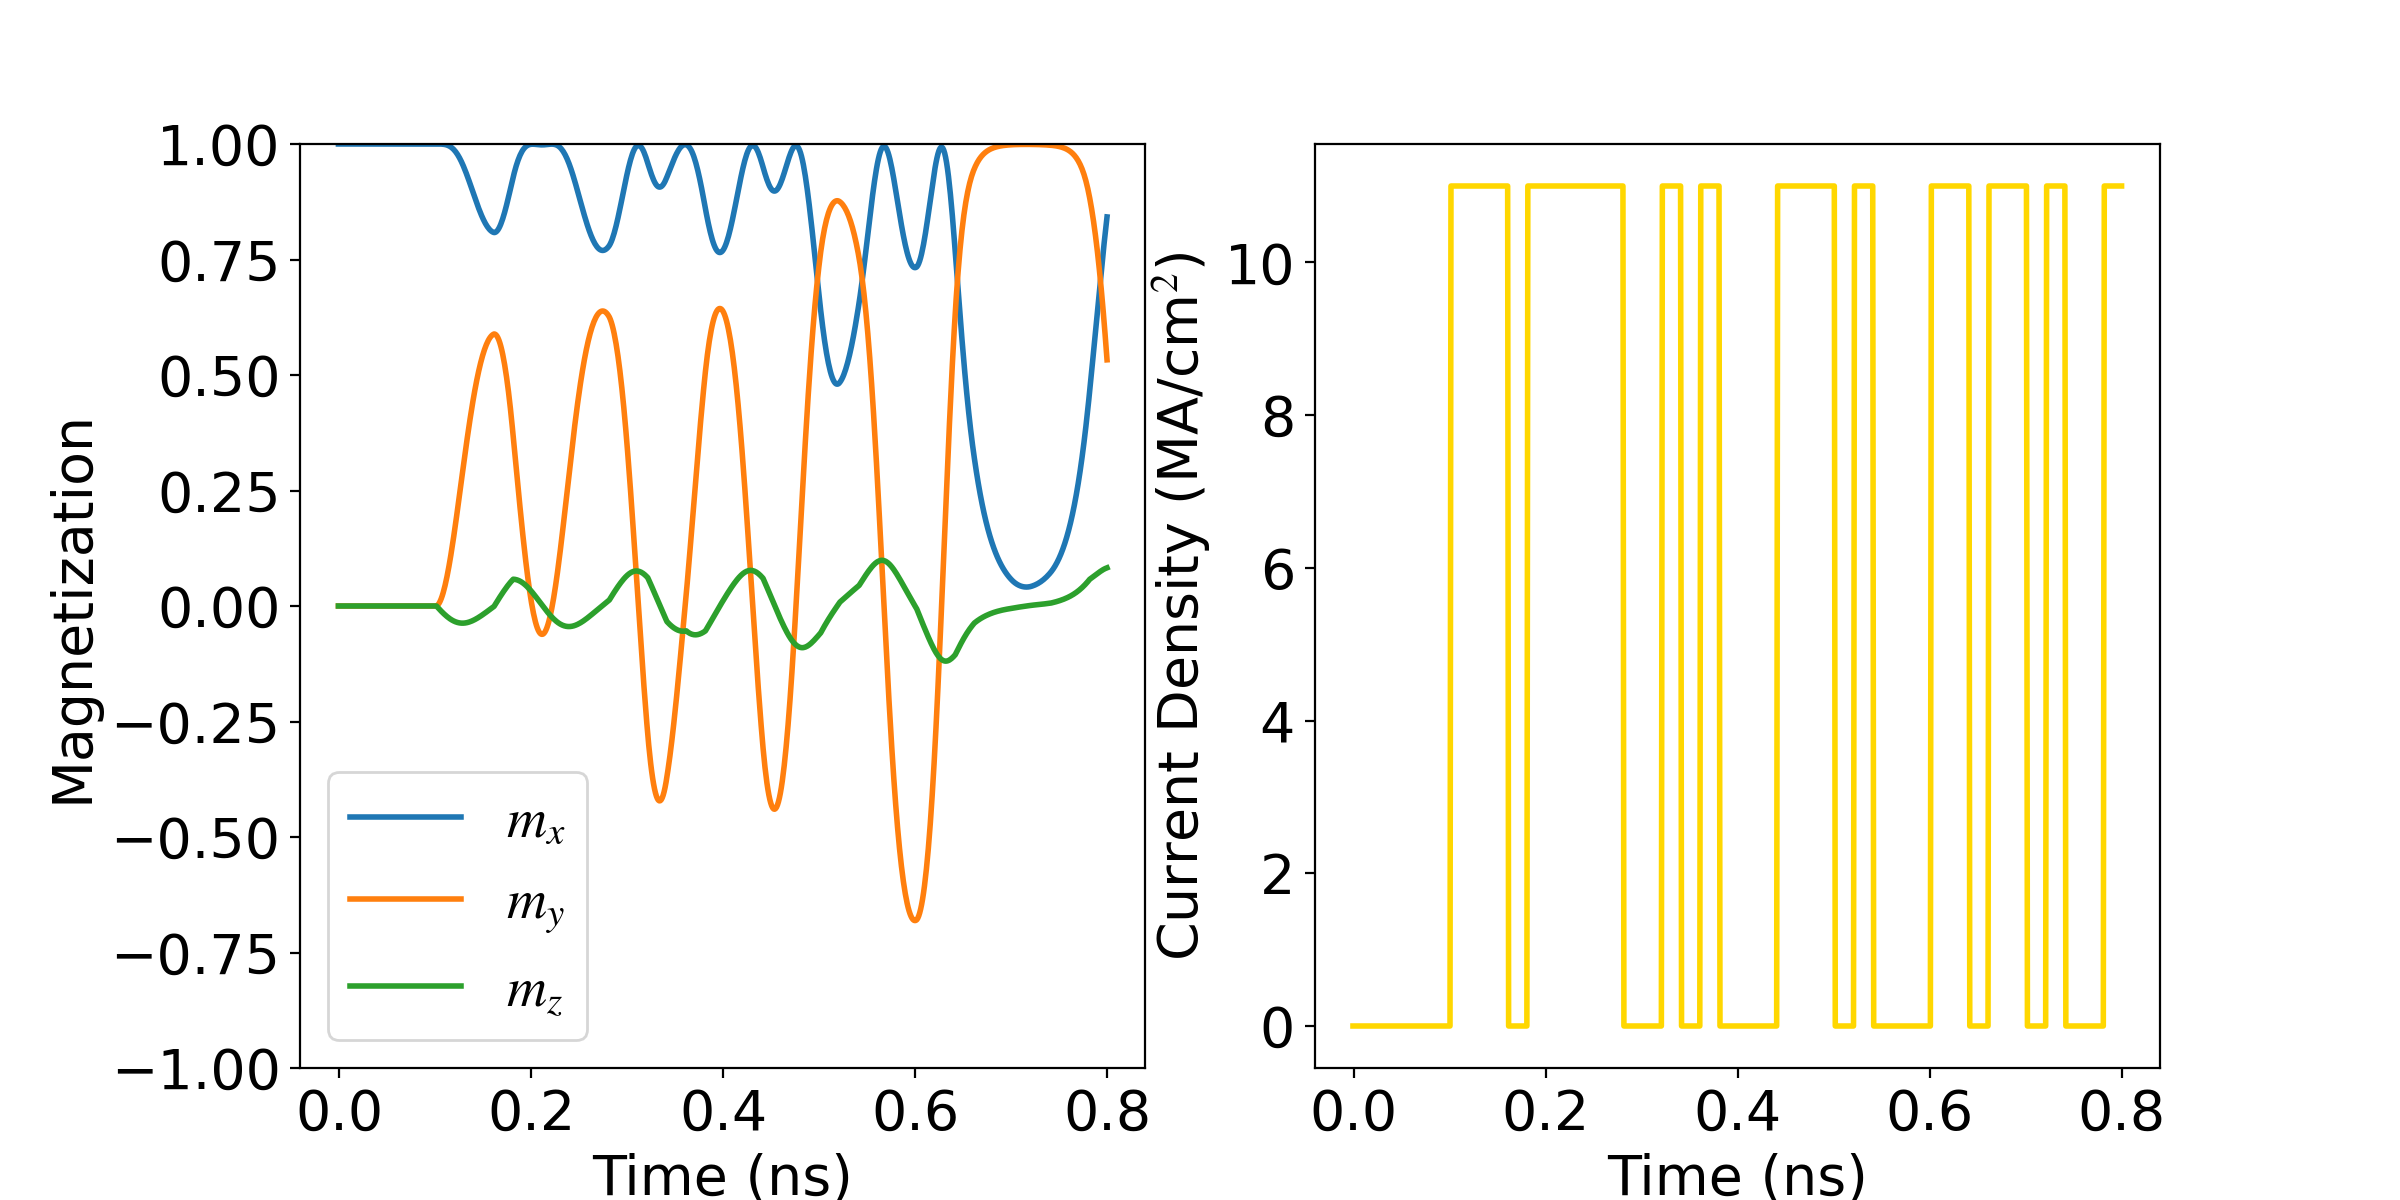 Magnetization
1.00
0.75
0.50
0.25
0.00
−0.25
−0.50
−0.75
−1.00
m_x
m_y
m_z
0.0 0.2 0.4 0.6 0.8
Time (ns)
Current Density (MA/cm²)
10
8
6
4
2
0
0.0 0.2 0.4 0.6 0.8
Time (ns)